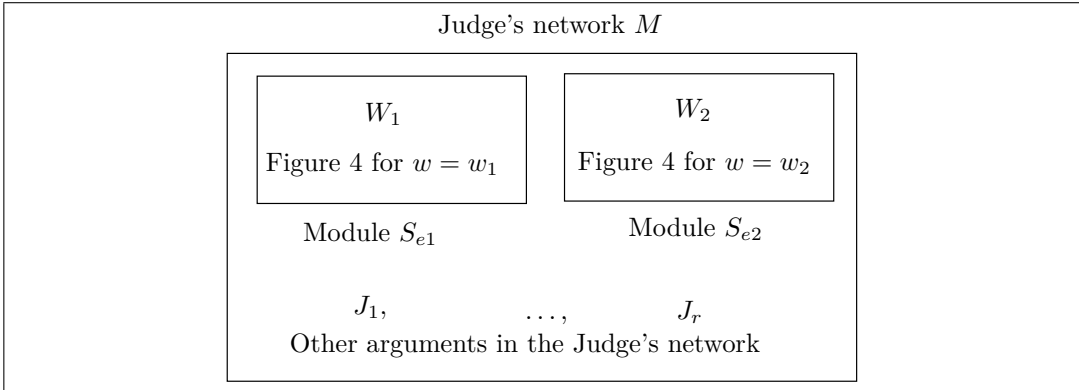 Judge's network M
W₁ W₂
Figure 4 for w = w₁ Figure 4 for w = w₂
Module Sₑ₁ Module Sₑ₂
J₁, ..., Jᵣ
Other arguments in the Judge's network